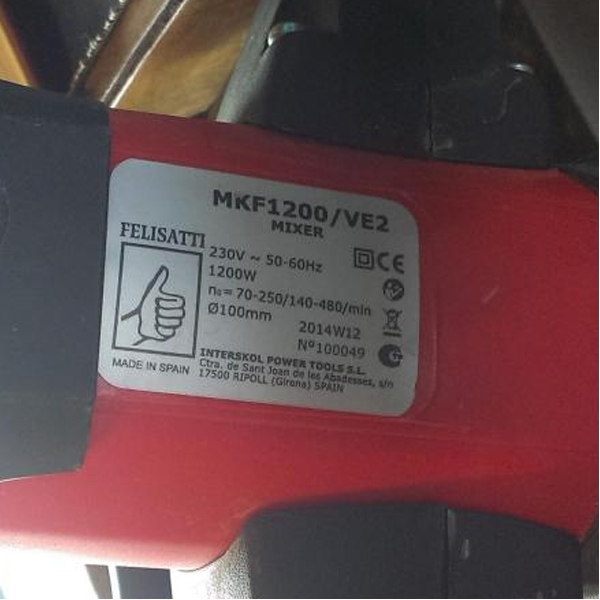 MKF1200/VE2
MIXER
FELISATTI
230V ~ 50-60Hz
1200W
n₀= 70-250/140-480/min
Ø100mm
2014W12
Nº100049
CE
MADE IN SPAIN
INTERSKOL POWER TOOLS S.L.
Ctra. de Sant Joan de les Abadesses, s/n
17500 RIPOLL (Girona) SPAIN